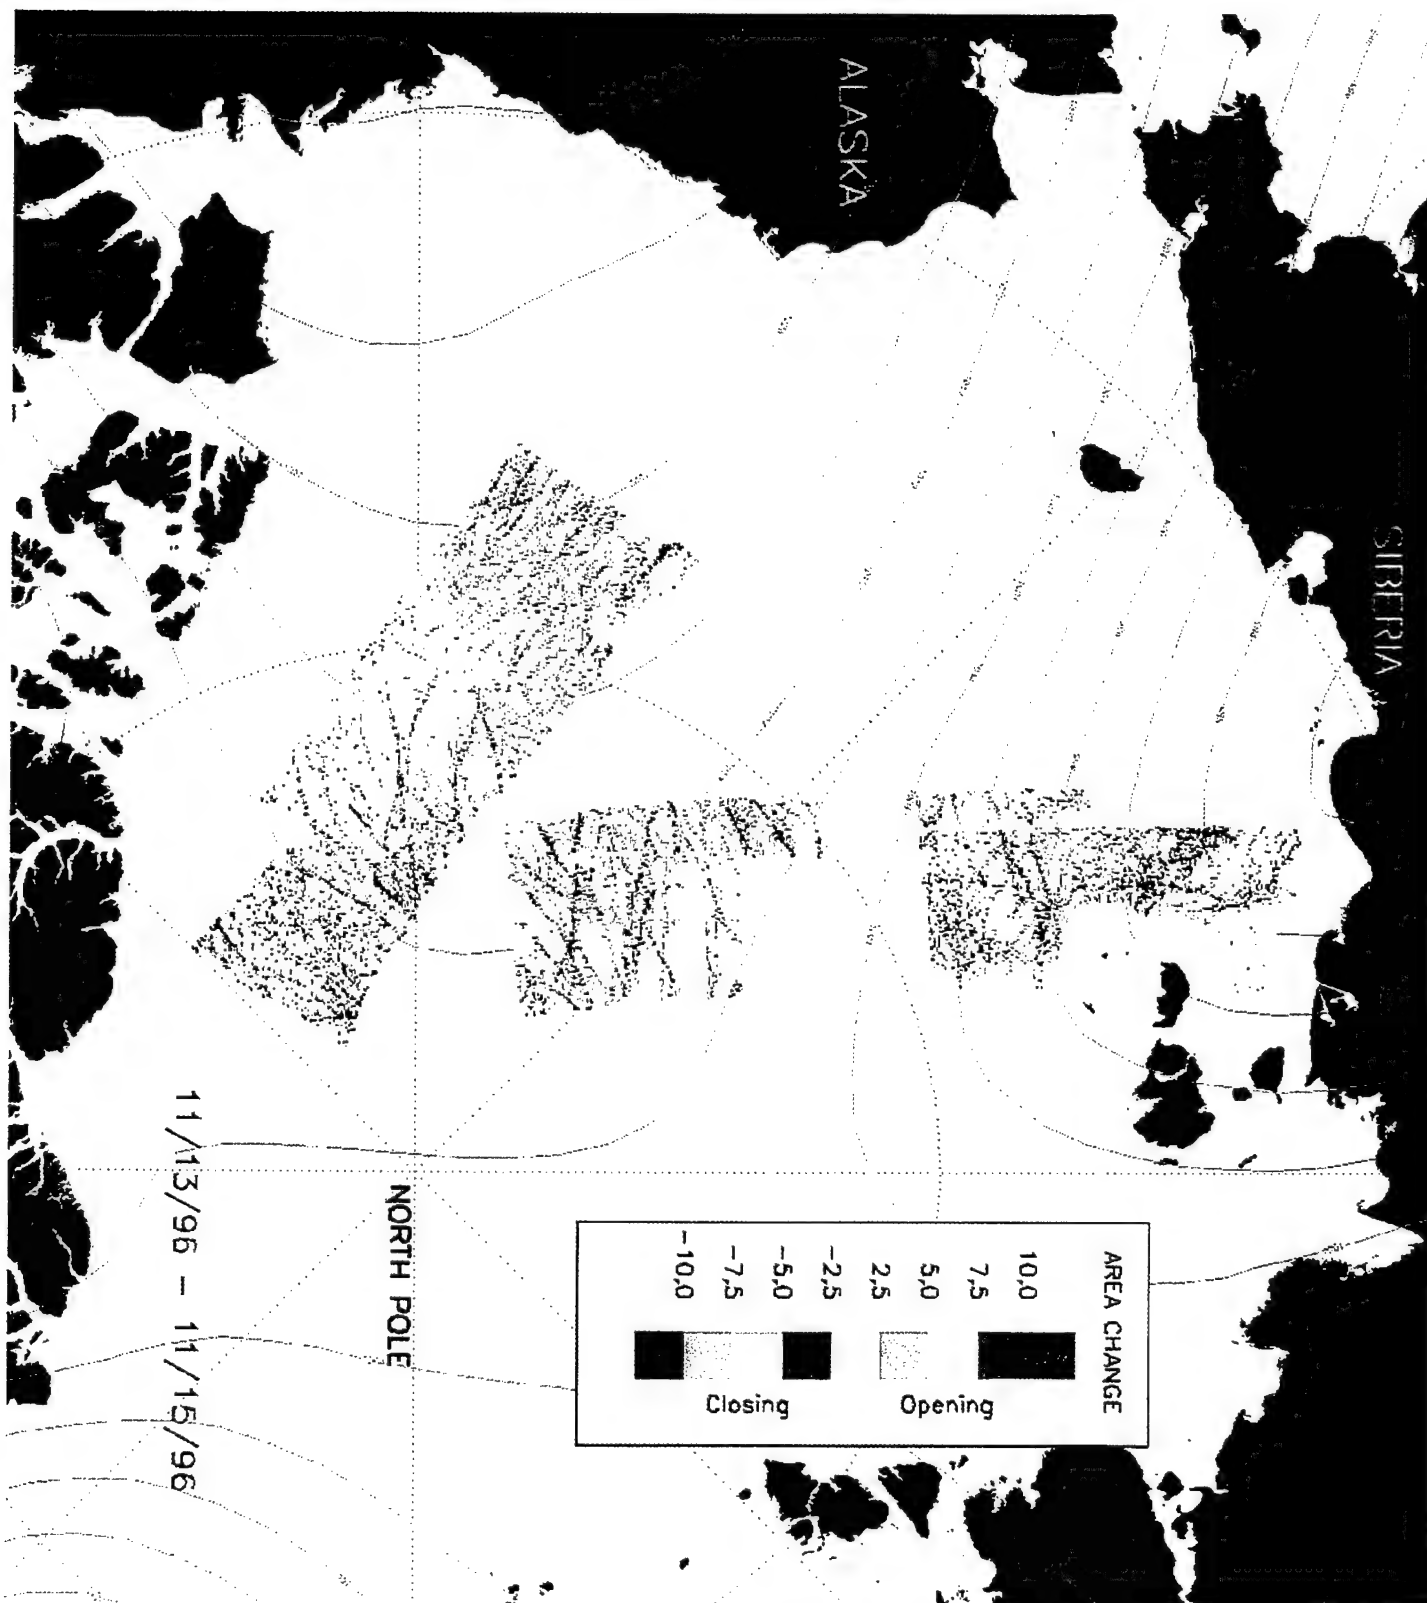 ALASKA
SIBERIA
NORTH POLE
11/13/96 - 11/15/96
AREA CHANGE
10,0
7,5
5,0
2,5
-2,5
-5,0
-7,5
-10,0
Opening
Closing